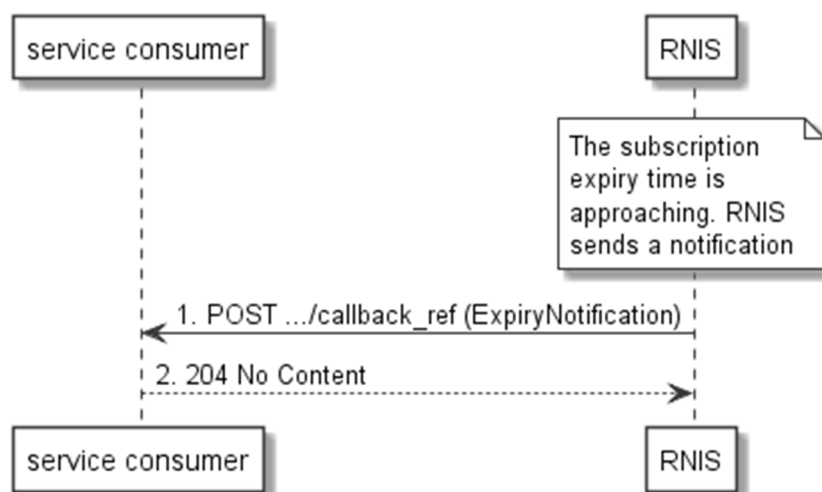 service consumer
RNIS
The subscription
expiry time is
approaching. RNIS
sends a notification
1. POST .../callback_ref (ExpiryNotification)
2. 204 No Content
service consumer
RNIS